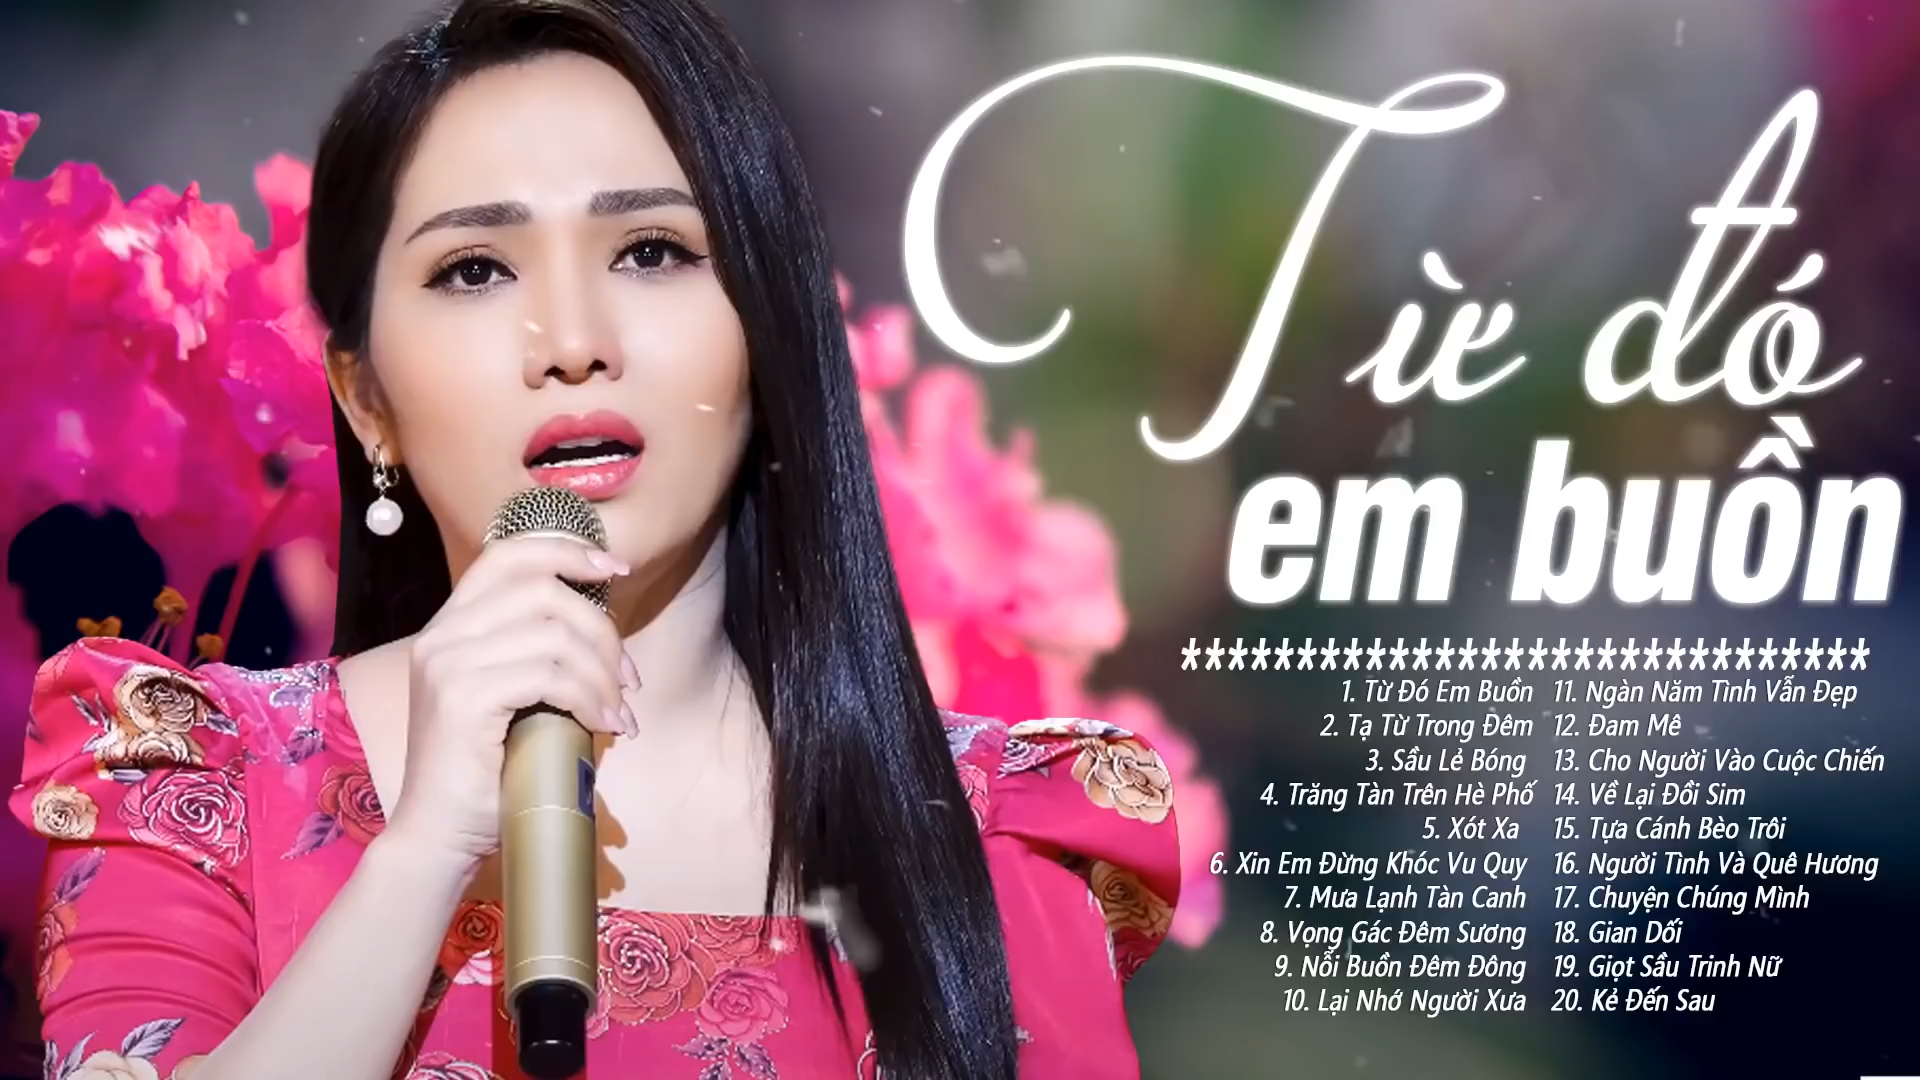 Từ đó
em buồn
******************************
1. Từ Đó Em Buồn
2. Tạ Từ Trong Đêm
3. Sầu Lẻ Bóng
4. Trăng Tàn Trên Hè Phố
5. Xót Xa
6. Xin Em Đừng Khóc Vu Quy
7. Mưa Lạnh Tàn Canh
8. Vọng Gác Đêm Sương
9. Nỗi Buồn Đêm Đông
10. Lại Nhớ Người Xưa
11. Ngàn Năm Tình Vẫn Đẹp
12. Đam Mê
13. Cho Người Vào Cuộc Chiến
14. Về Lại Đồi Sim
15. Tựa Cánh Bèo Trôi
16. Người Tình Và Quê Hương
17. Chuyện Chúng Mình
18. Gian Dối
19. Giọt Sầu Trinh Nữ
20. Kẻ Đến Sau